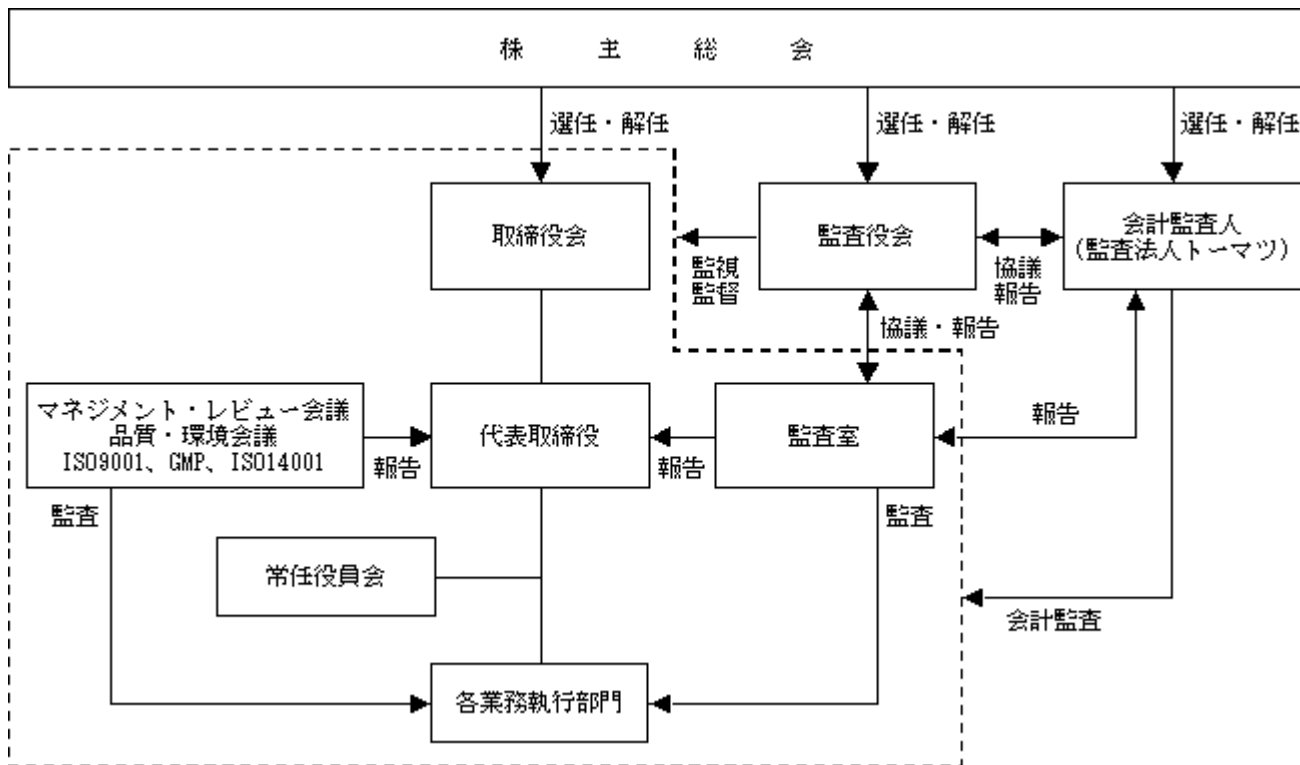 株主総会
選任・解任
選任・解任
選任・解任
取締役会
監査役会
会計監査人
(監査法人トーマツ)
監視
監督
協議
報告
協議・報告
マネジメント・レビュー会議
品質・環境会議
ISO9001、GMP、ISO14001
代表取締役
監査室
報告
報告
報告
監査
監査
常任役員会
会計監査
各業務執行部門